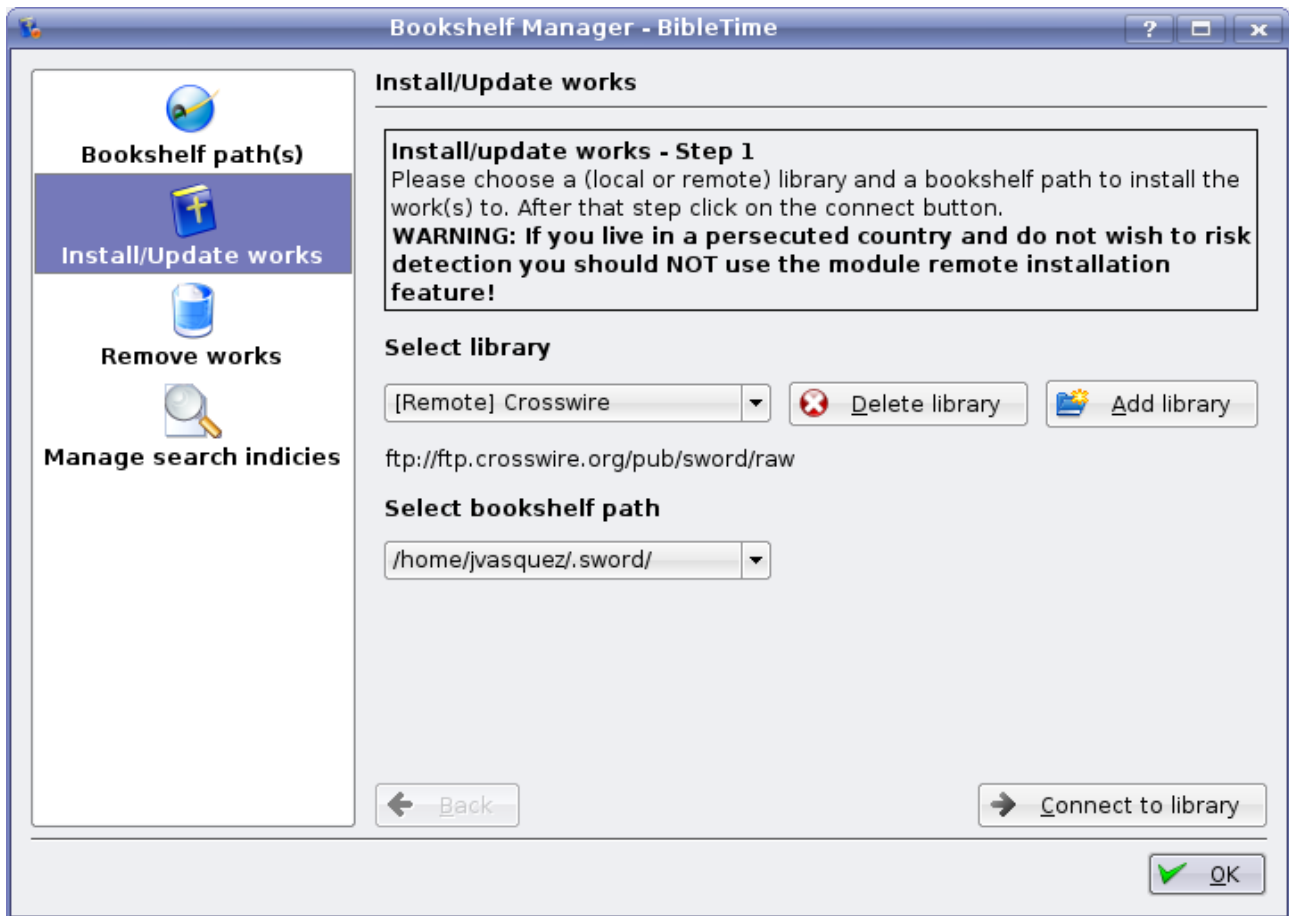 Bookshelf Manager - BibleTime
?
Bookshelf path(s)
Install/Update works
Remove works
Manage search indicies
Install/Update works
Install/update works - Step 1
Please choose a (local or remote) library and a bookshelf path to install the
work(s) to. After that step click on the connect button.
WARNING: If you live in a persecuted country and do not wish to risk
detection you should NOT use the module remote installation
feature!
Select library
[Remote] Crosswire
Delete library
Add library
ftp://ftp.crosswire.org/pub/sword/raw
Select bookshelf path
/home/jvasquez/.sword/
Back
Connect to library
OK